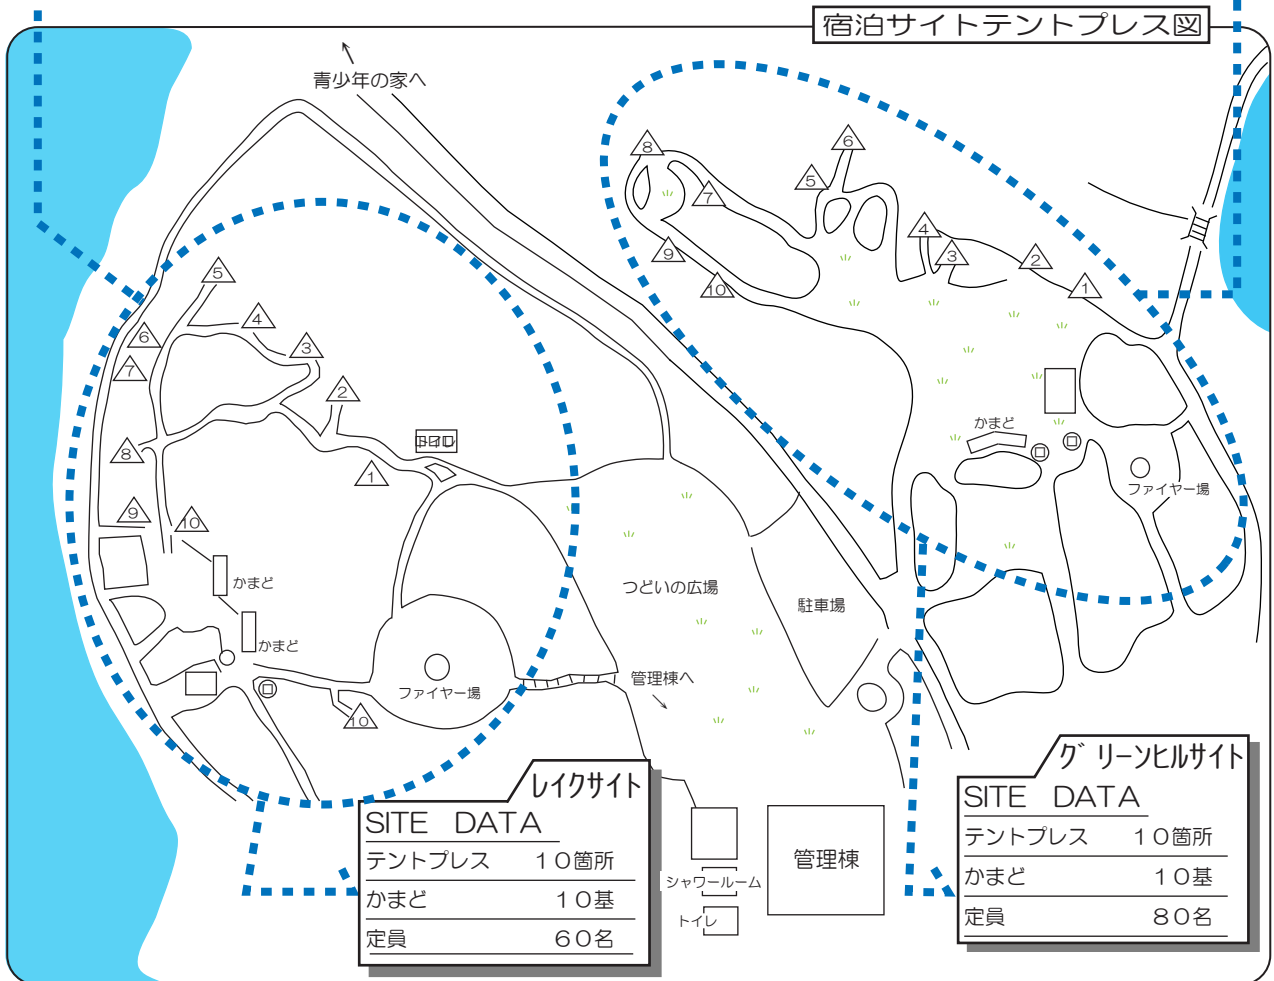 宿泊サイトテントプレス図
青少年の家へ
8
7
6
5
4
3
2
1
9
10
かまど
ファイヤー場
5
4
3
2
6
7
8
9
10
1
トイレ
かまど
かまど
ファイヤー場
10
つどいの広場
駐車場
管理棟へ
管理棟
シャワールーム
トイレ
レイクサイト
SITE DATA
テントプレス 10箇所
かまど 10基
定員 60名
グリーンヒルサイト
SITE DATA
テントプレス 10箇所
かまど 10基
定員 80名